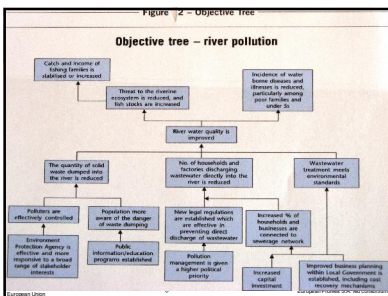 Figure 2 – Objective Tree
Objective tree – river pollution
Catch and income of
fishing families is
stabilised or increased
Threat to the riverine
ecosystem is reduced, and
fish stocks are increased
Incidence of water
borne diseases and
illnesses is reduced,
particularly among
poor families and
under 5s
River water quality is
improved
The quantity of solid
waste dumped into
the river is reduced
No. of households and
factories discharging
wastewater directly into
the river is reduced
Wastewater
treatment meets
environmental
standards
Polluters are
effectively controlled
Population more
aware of the danger
of waste dumping
New legal regulations
are established which
are effective in
preventing direct
discharge of wastewater
Increased % of
households and
businesses are
connected to
sewerage network
Environment
Protection Agency is
effective and more
responsive to a broad
range of stakeholder
interests
Public
information/education
programs established
Pollution
management is given
a higher political
priority
Increased
capital
investment
Improved business planning
within Local Government is
established, including cost
recovery mechanisms
European Union
European Profiles S.A.